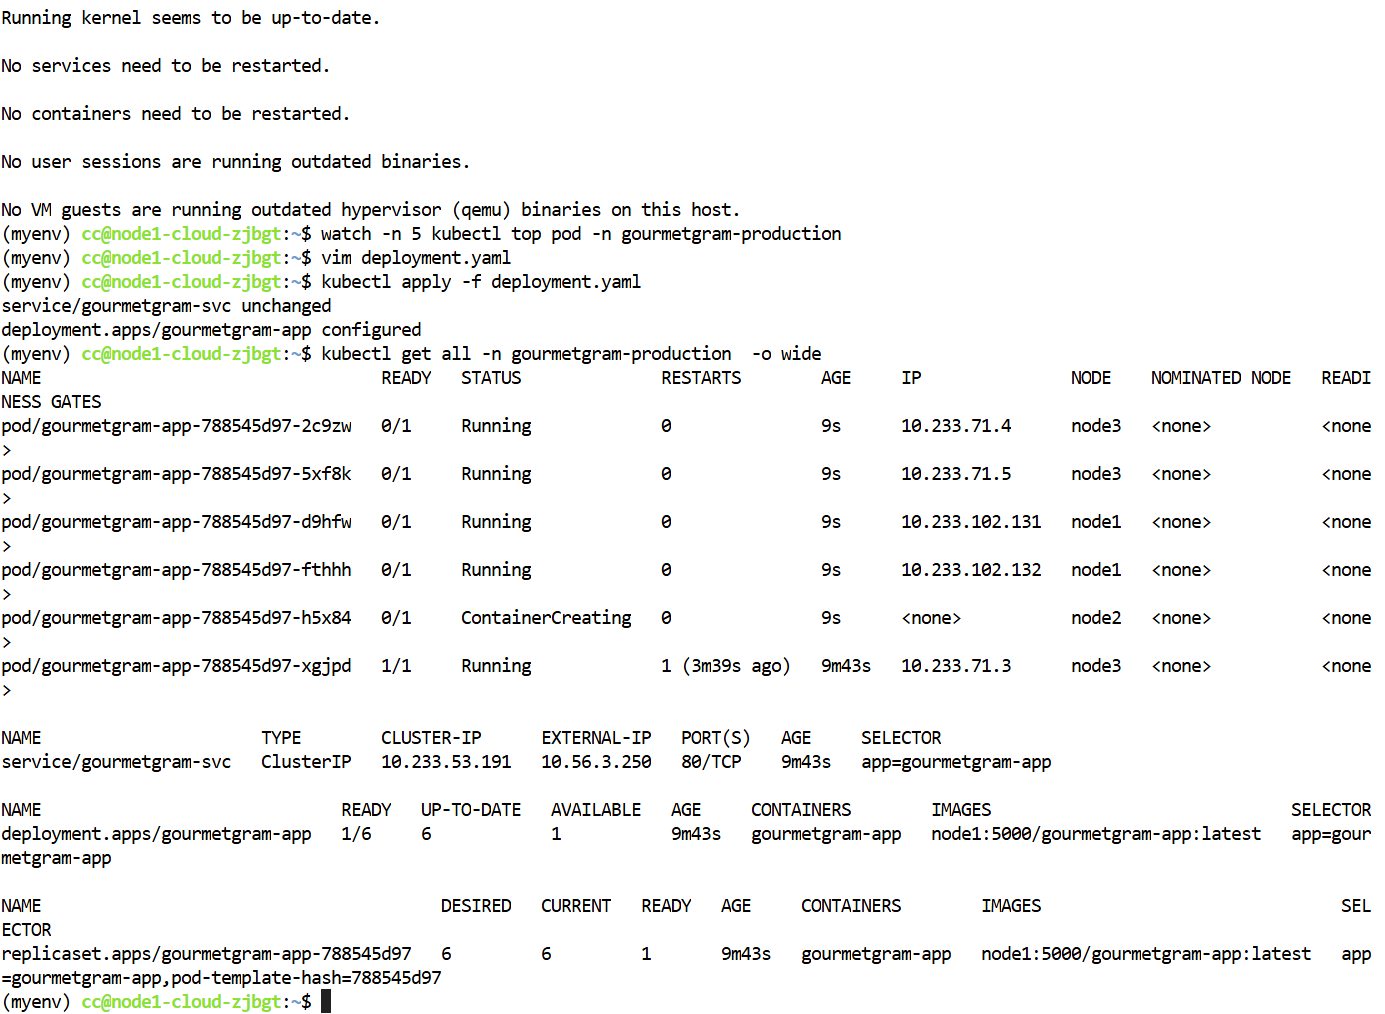 Running kernel seems to be up-to-date.
No services need to be restarted.
No containers need to be restarted.
No user sessions are running outdated binaries.
No VM guests are running outdated hypervisor (qemu) binaries on this host.
(myenv) cc@node1-cloud-zjbgt:~$ watch -n 5 kubectl top pod -n gourmetgram-production
(myenv) cc@node1-cloud-zjbgt:~$ vim deployment.yaml
(myenv) cc@node1-cloud-zjbgt:~$ kubectl apply -f deployment.yaml
service/gourmetgram-svc unchanged
deployment.apps/gourmetgram-app configured
(myenv) cc@node1-cloud-zjbgt:~$ kubectl get all -n gourmetgram-production  -o wide
NAME                                  READY   STATUS              RESTARTS        AGE     IP               NODE    NOMINATED NODE   READI
NESS GATES
pod/gourmetgram-app-788545d97-2c9zw   0/1     Running             0               9s      10.233.71.4      node3   <none>           <none
>
pod/gourmetgram-app-788545d97-5xf8k   0/1     Running             0               9s      10.233.71.5      node3   <none>           <none
>
pod/gourmetgram-app-788545d97-d9hfw   0/1     Running             0               9s      10.233.102.131   node1   <none>           <none
>
pod/gourmetgram-app-788545d97-fthhh   0/1     Running             0               9s      10.233.102.132   node1   <none>           <none
>
pod/gourmetgram-app-788545d97-h5x84   0/1     ContainerCreating   0               9s      <none>           node2   <none>           <none
>
pod/gourmetgram-app-788545d97-xgjpd   1/1     Running             1 (3m39s ago)   9m43s   10.233.71.3      node3   <none>           <none
>
NAME                      TYPE        CLUSTER-IP      EXTERNAL-IP   PORT(S)   AGE     SELECTOR
service/gourmetgram-svc   ClusterIP   10.233.53.191   10.56.3.250   80/TCP    9m43s   app=gourmetgram-app
NAME                              READY   UP-TO-DATE   AVAILABLE   AGE     CONTAINERS        IMAGES                              SELECTOR
deployment.apps/gourmetgram-app   1/6     6            1           9m43s   gourmetgram-app   node1:5000/gourmetgram-app:latest   app=gour
metgram-app
NAME                                        DESIRED   CURRENT   READY   AGE     CONTAINERS        IMAGES                              SEL
ECTOR
replicaset.apps/gourmetgram-app-788545d97   6         6         1       9m43s   gourmetgram-app   node1:5000/gourmetgram-app:latest   app
=gourmetgram-app,pod-template-hash=788545d97
(myenv) cc@node1-cloud-zjbgt:~$